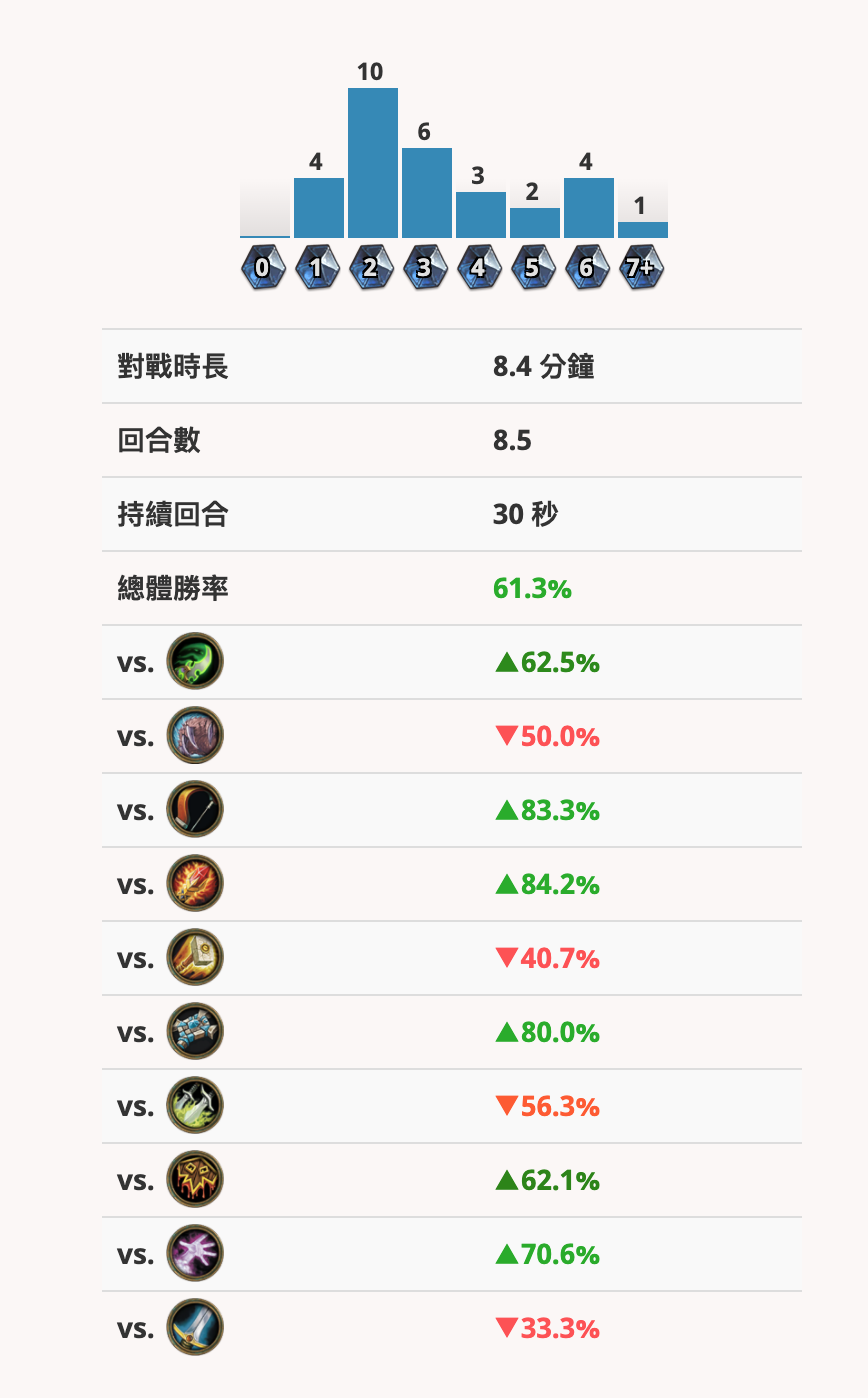 10
6
4
4
3
2
1
0 1 2 3 4 5 6 7+
對戰時長 8.4 分鐘
回合數 8.5
持續回合 30 秒
總體勝率 61.3%
vs. ▲62.5%
vs. ▼50.0%
vs. ▲83.3%
vs. ▲84.2%
vs. ▼40.7%
vs. ▲80.0%
vs. ▼56.3%
vs. ▲62.1%
vs. ▲70.6%
vs. ▼33.3%